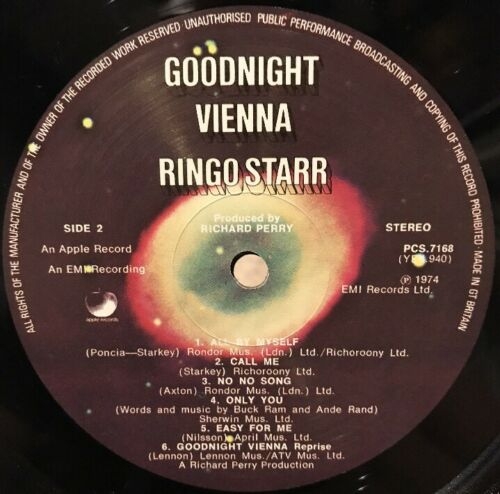 ALL RIGHTS OF THE MANUFACTURER AND OF THE OWNER OF THE RECORDED WORK RESERVED UNAUTHORISED PUBLIC PERFORMANCE BROADCASTING AND COPYING OF THIS RECORD PROHIBITED · MADE IN GT BRITAIN
GOODNIGHT
VIENNA
RINGO STARR
Produced by
RICHARD PERRY
SIDE 2
STEREO
An Apple Record
PCS.7168
An EMI Recording
940)
℗ 1974
EMI Records Ltd.
apple records
1. ALL BY MYSELF
(Poncia—Starkey) Rondor Mus. (Ldn.) Ltd./Richoroony Ltd.
2. CALL ME
(Starkey) Richoroony Ltd.
3. NO NO SONG
(Axton) Rondor Mus. (Ldn.) Ltd.
4. ONLY YOU
(Words and music by Buck Ram and Ande Rand)
Sherwin Mus. Ltd.
5. EASY FOR ME
(Nilsson) April Mus. Ltd.
6. GOODNIGHT VIENNA Reprise
(Lennon) Lennon Mus./ATV Mus. Ltd.
A Richard Perry Production